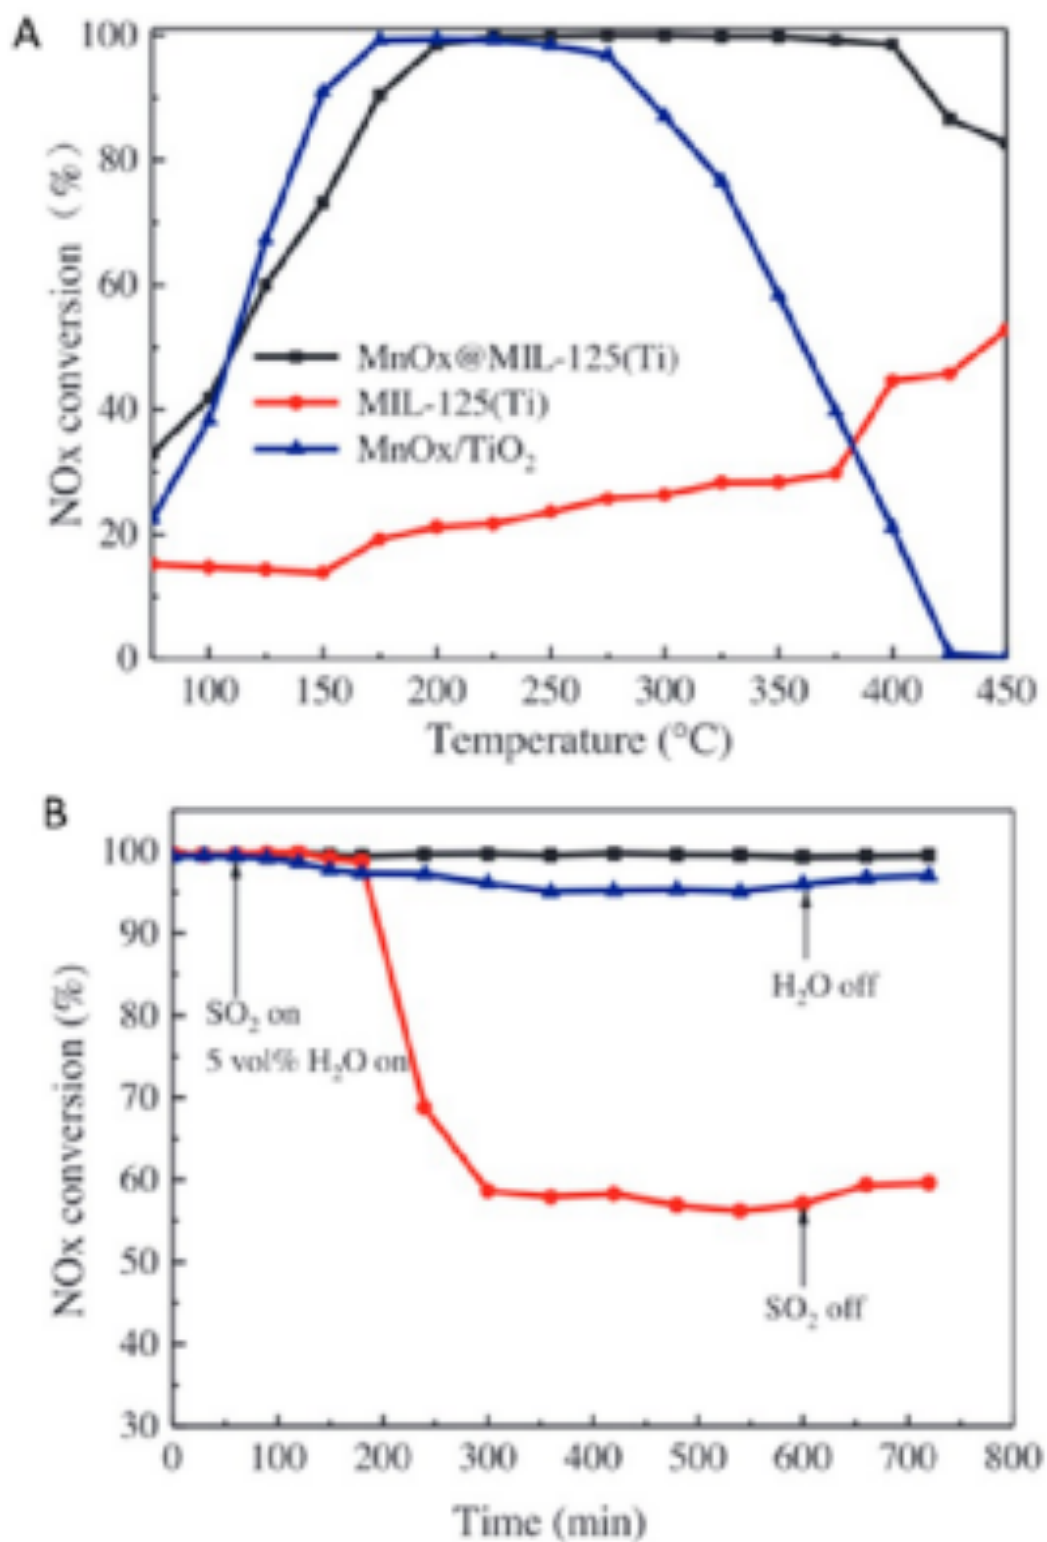 A
100
80
60
40
20
0
NOx conversion (%)
MnOx@MIL-125(Ti)
MIL-125(Ti)
MnOx/TiO₂
100 150 200 250 300 350 400 450
Temperature (°C)
B
100
90
80
70
60
50
40
30
NOx conversion (%)
SO₂ on
5 vol% H₂O on
H₂O off
SO₂ off
0 100 200 300 400 500 600 700 800
Time (min)